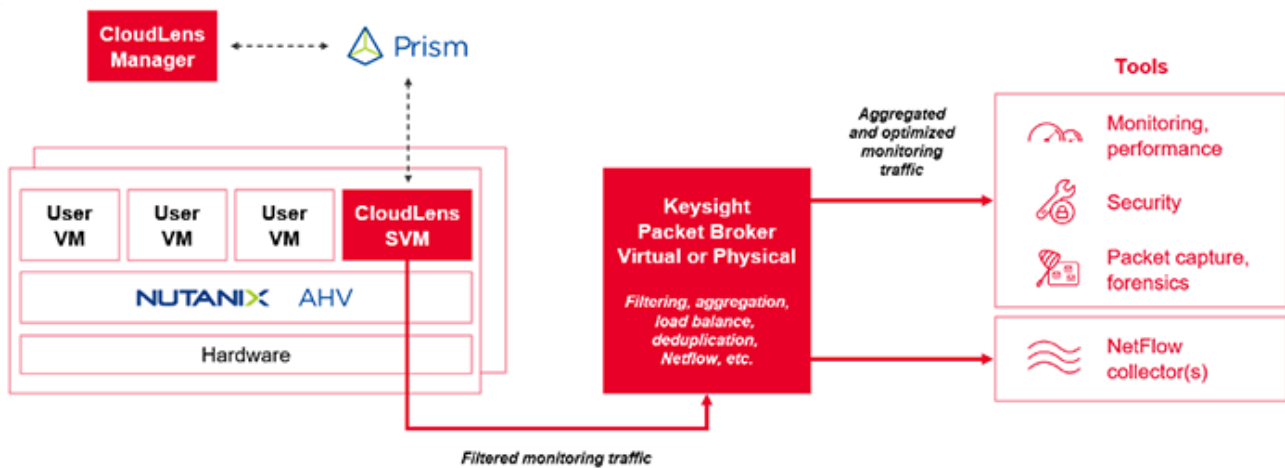 CloudLens
Manager
Prism
Tools
Aggregated
and optimized
monitoring
traffic
Monitoring,
performance
Security
Packet capture,
forensics
NetFlow
collector(s)
User
VM
User
VM
User
VM
CloudLens
SVM
NUTANIX AHV
Hardware
Keysight
Packet Broker
Virtual or Physical
Filtering, aggregation,
load balance,
deduplication,
Netflow, etc.
Filtered monitoring traffic